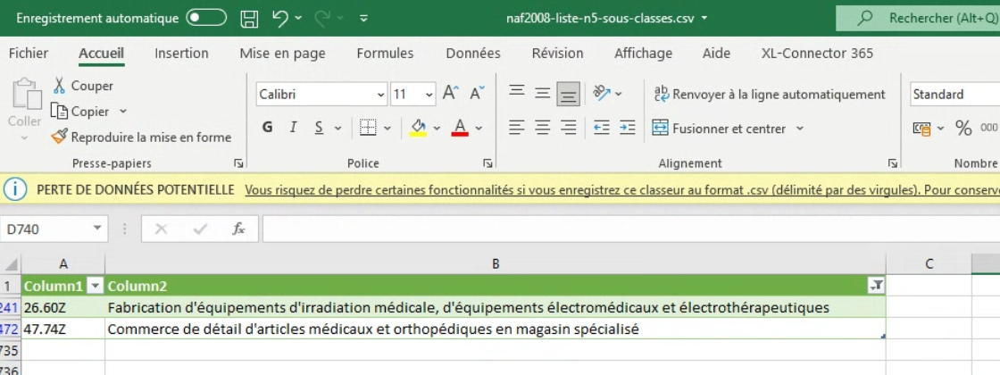 Enregistrement automatique naf2008-liste-n5-sous-classes.csv Rechercher (Alt+Q)
Fichier Accueil Insertion Mise en page Formules Données Révision Affichage Aide XL-Connector 365
Coller Couper Copier Reproduire la mise en forme
Calibri 11 A A
G I S A
ab Renvoyer à la ligne automatiquement
Fusionner et centrer
Standard
% 000
Presse-papiers Police Alignement Nombre
PERTE DE DONNÉES POTENTIELLE Vous risquez de perdre certaines fonctionnalités si vous enregistrez ce classeur au format .csv (délimité par des virgules). Pour conserv
D740 fx
A B C
1 Column1 Column2
241 26.60Z Fabrication d'équipements d'irradiation médicale, d'équipements électromédicaux et électrothérapeutiques
472 47.74Z Commerce de détail d'articles médicaux et orthopédiques en magasin spécialisé
735
736